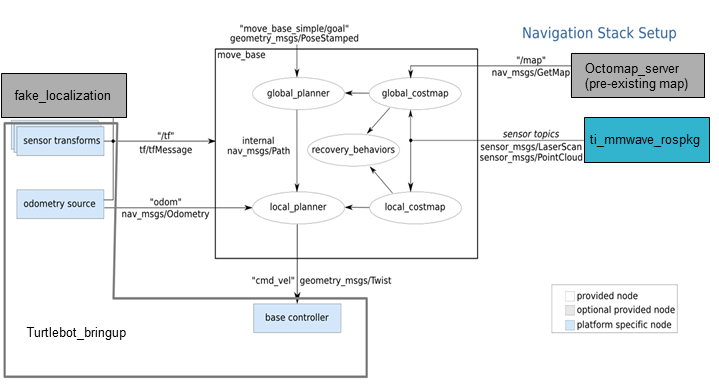 "move_base_simple/goal"
geometry_msgs/PoseStamped
Navigation Stack Setup
move_base
"/map"
nav_msgs/GetMap
Octomap_server
(pre-existing map)
fake_localization
global_planner
global_costmap
sensor transforms
"/tf"
tf/tfMessage
internal
nav_msgs/Path
recovery_behaviors
sensor topics
sensor_msgs/LaserScan
sensor_msgs/PointCloud
ti_mmwave_rospkg
odometry source
"odom"
nav_msgs/Odometry
local_planner
local_costmap
"cmd_vel"
geometry_msgs/Twist
base controller
Turtlebot_bringup
provided node
optional provided node
platform specific node